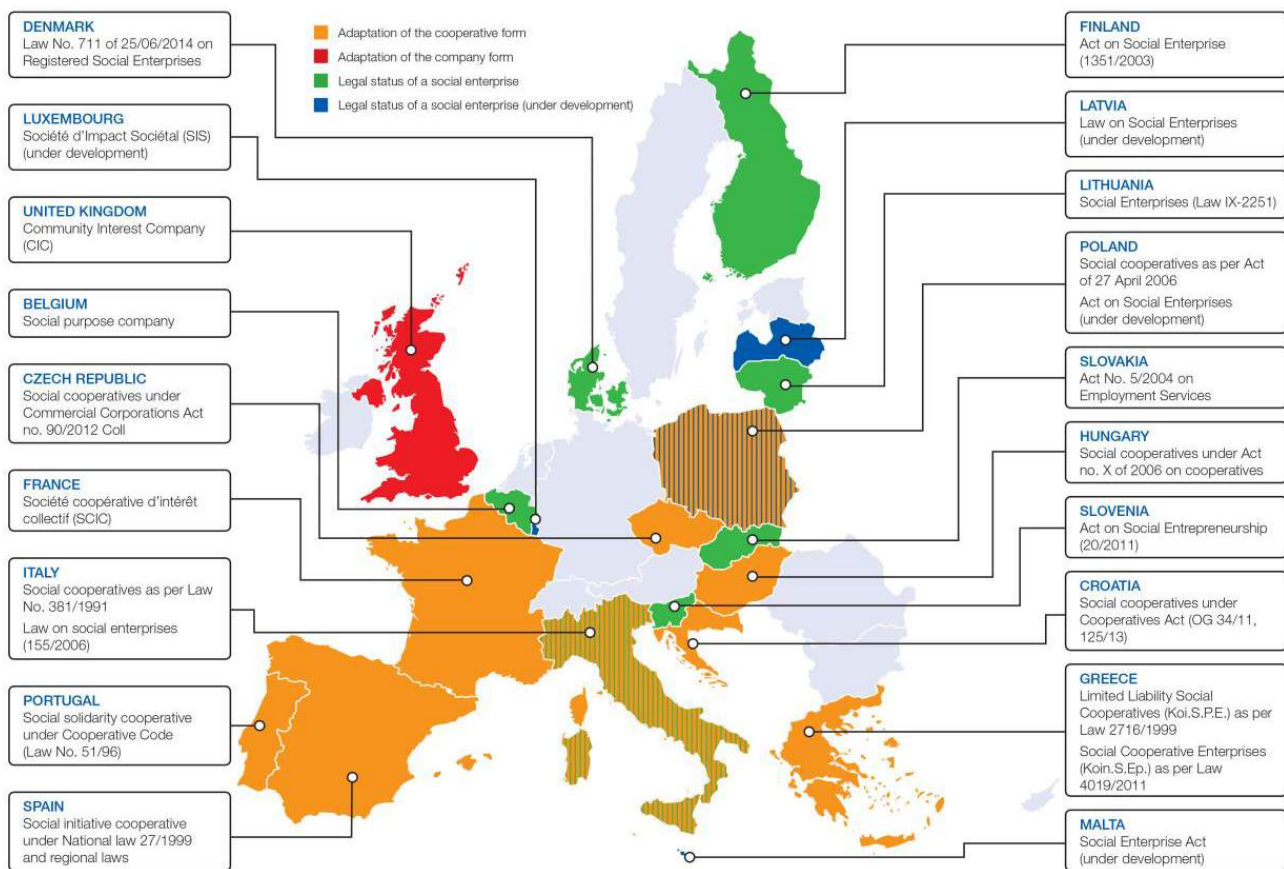 DENMARK
Law No. 711 of 25/06/2014 on
Registered Social Enterprises
LUXEMBOURG
Société d'Impact Sociétal (SIS)
(under development)
UNITED KINGDOM
Community Interest Company
(CIC)
BELGIUM
Social purpose company
CZECH REPUBLIC
Social cooperatives under
Commercial Corporations Act
no. 90/2012 Coll
FRANCE
Société coopérative d'intérêt
collectif (SCIC)
ITALY
Social cooperatives as per Law
No. 381/1991
Law on social enterprises
(155/2006)
PORTUGAL
Social solidarity cooperative
under Cooperative Code
(Law No. 51/96)
SPAIN
Social initiative cooperative
under National law 27/1999
and regional laws
Adaptation of the cooperative form
Adaptation of the company form
Legal status of a social enterprise
Legal status of a social enterprise (under development)
FINLAND
Act on Social Enterprise
(1351/2003)
LATVIA
Law on Social Enterprises
(under development)
LITHUANIA
Social Enterprises (Law IX-2251)
POLAND
Social cooperatives as per Act
of 27 April 2006
Act on Social Enterprises
(under development)
SLOVAKIA
Act No. 5/2004 on
Employment Services
HUNGARY
Social cooperatives under Act
no. X of 2006 on cooperatives
SLOVENIA
Act on Social Entrepreneurship
(20/2011)
CROATIA
Social cooperatives under
Cooperatives Act (OG 34/11,
125/13)
GREECE
Limited Liability Social
Cooperatives (Koi.S.P.E.) as per
Law 2716/1999
Social Cooperative Enterprises
(Koin.S.Ep.) as per Law
4019/2011
MALTA
Social Enterprise Act
(under development)